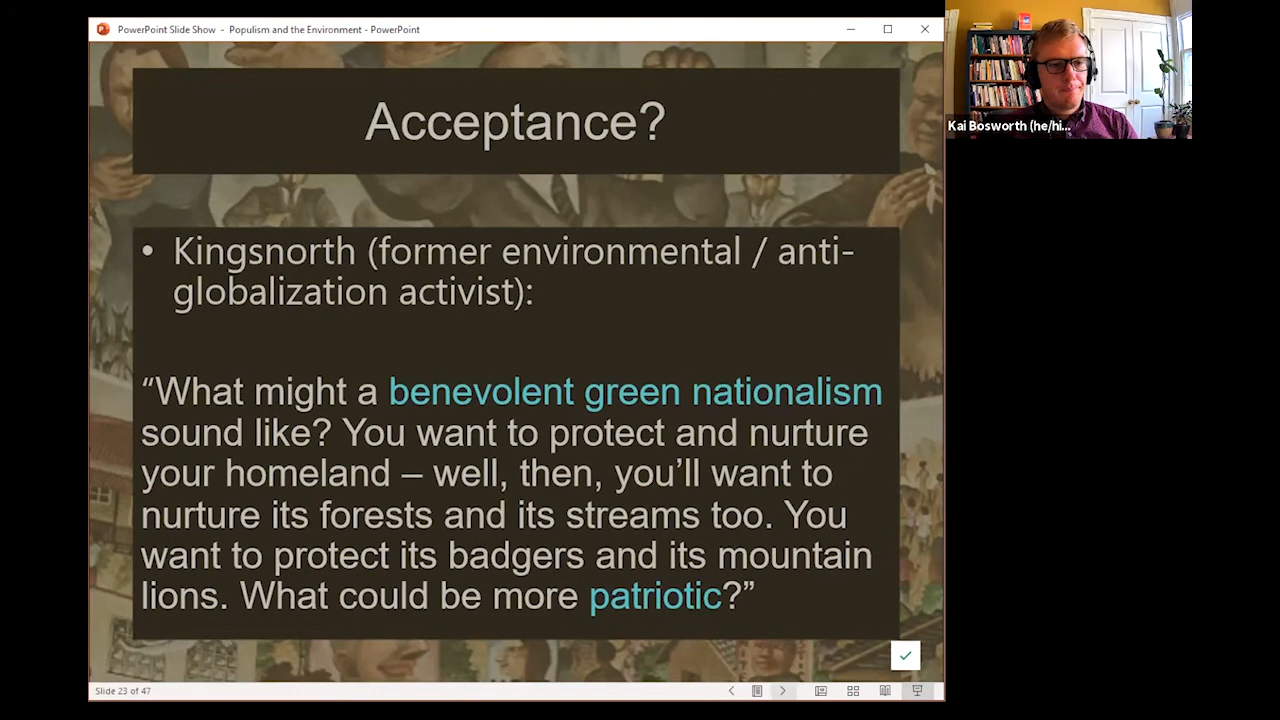 PowerPoint Slide Show - Populism and the Environment - PowerPoint
Kai Bosworth (he/hi...
Acceptance?
• Kingsnorth (former environmental / anti-
globalization activist):
“What might a benevolent green nationalism
sound like? You want to protect and nurture
your homeland – well, then, you’ll want to
nurture its forests and its streams too. You
want to protect its badgers and its mountain
lions. What could be more patriotic?”
Slide 23 of 47